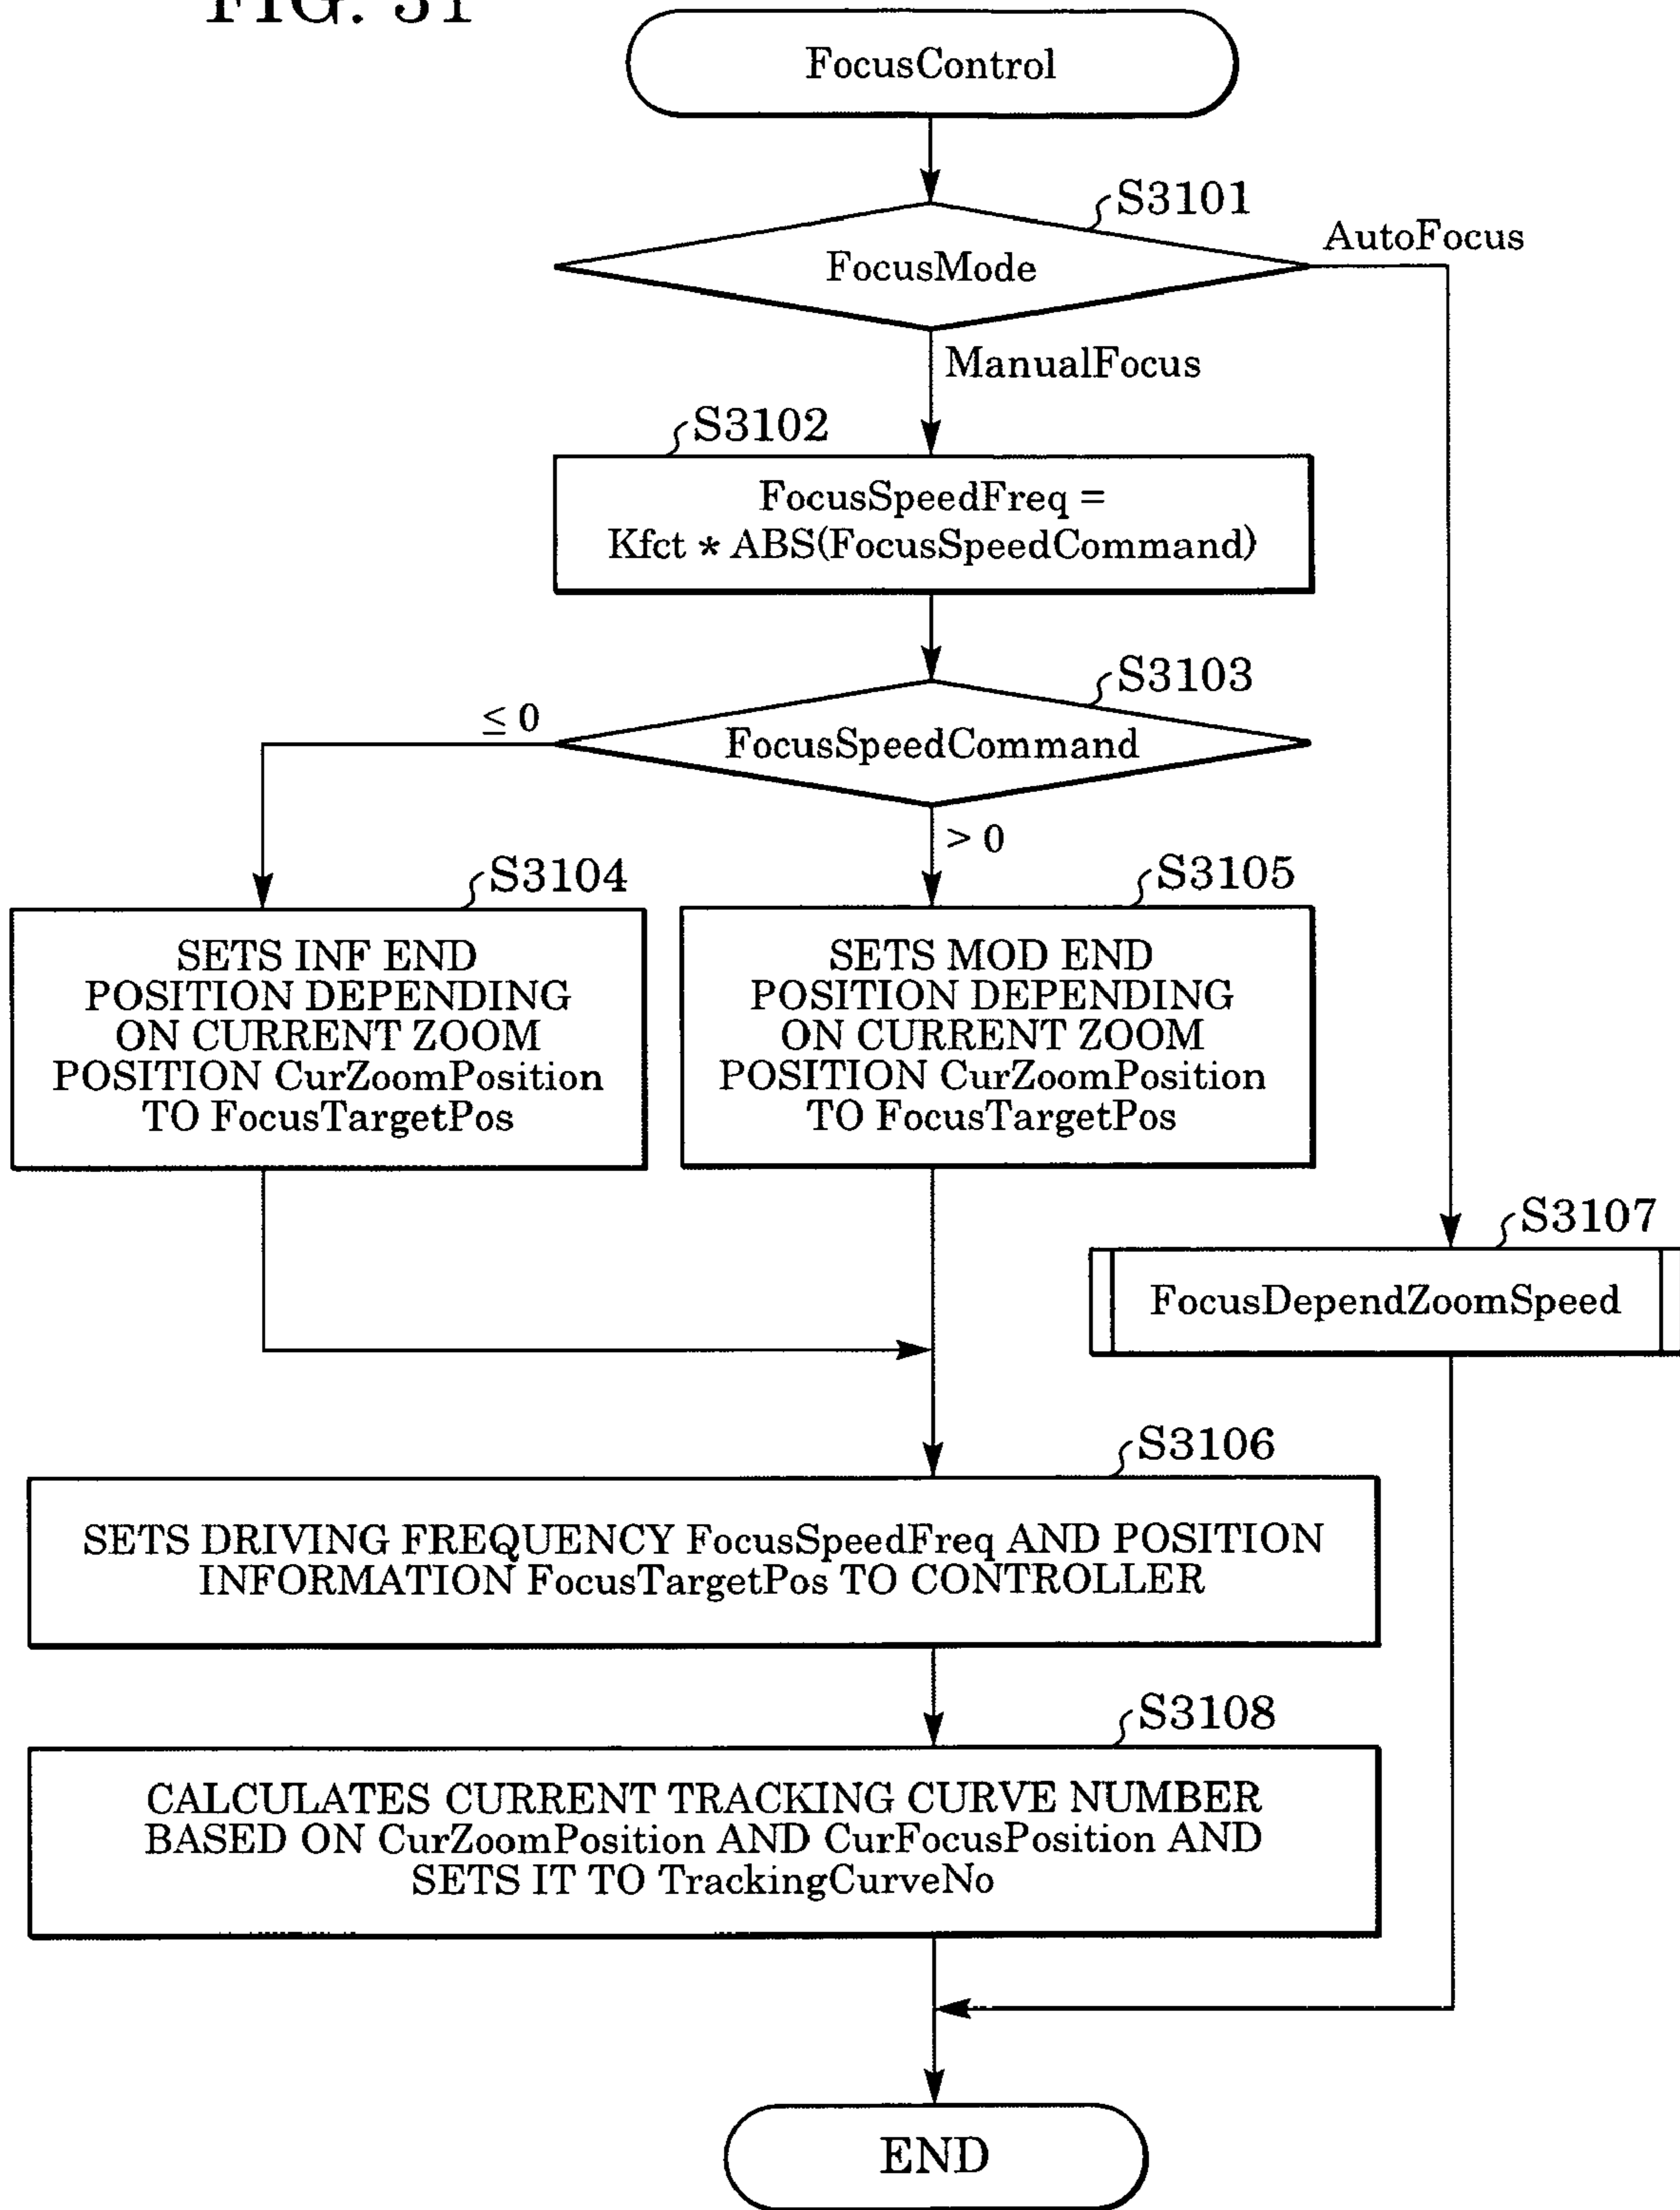 FIG. 31
FocusControl
S3101
AutoFocus
FocusMode
ManualFocus
S3102
FocusSpeedFreq =
Kfct * ABS(FocusSpeedCommand)
S3103
≤ 0
FocusSpeedCommand
> 0
S3104
SETS INF END
POSITION DEPENDING
ON CURRENT ZOOM
POSITION CurZoomPosition
TO FocusTargetPos
S3105
SETS MOD END
POSITION DEPENDING
ON CURRENT ZOOM
POSITION CurZoomPosition
TO FocusTargetPos
S3107
FocusDependZoomSpeed
S3106
SETS DRIVING FREQUENCY FocusSpeedFreq AND POSITION
INFORMATION FocusTargetPos TO CONTROLLER
S3108
CALCULATES CURRENT TRACKING CURVE NUMBER
BASED ON CurZoomPosition AND CurFocusPosition AND
SETS IT TO TrackingCurveNo
END